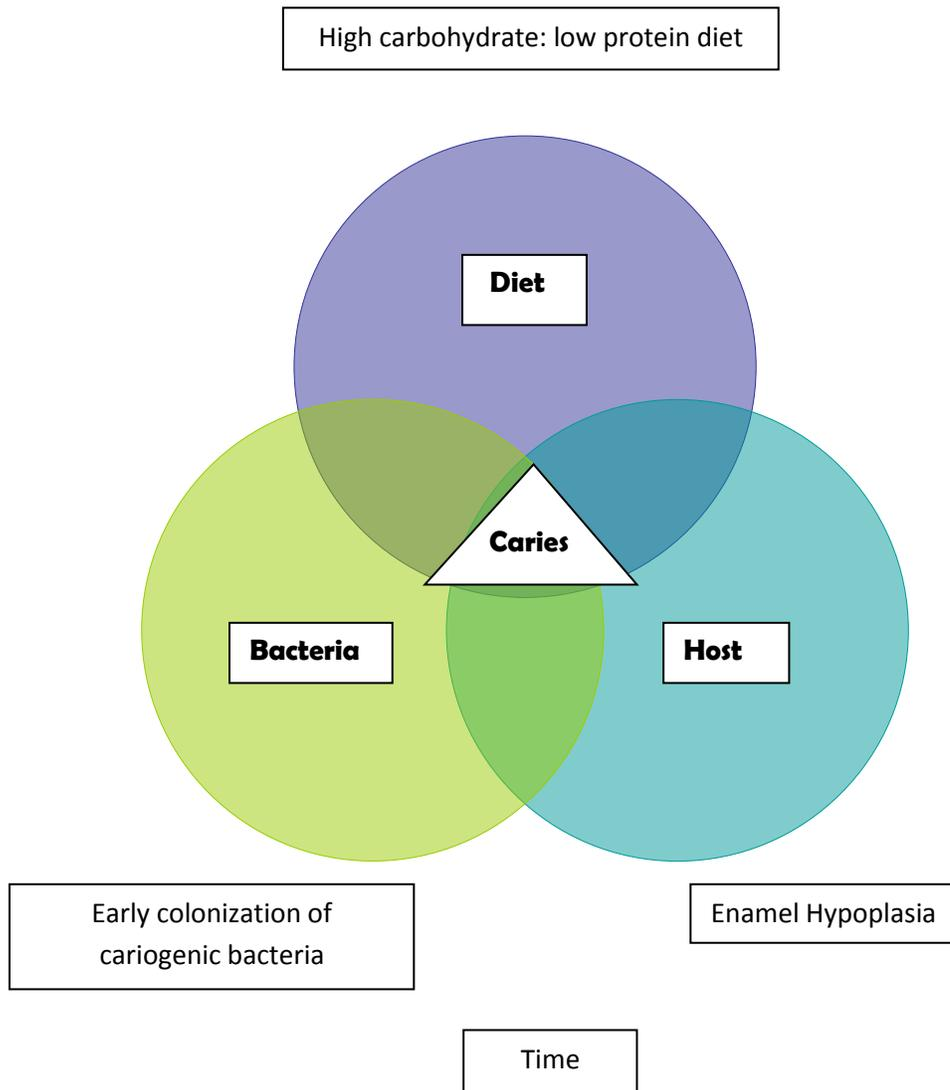 High carbohydrate: low protein diet
Diet
Caries
Bacteria
Host
Early colonization of
cariogenic bacteria
Enamel Hypoplasia
Time